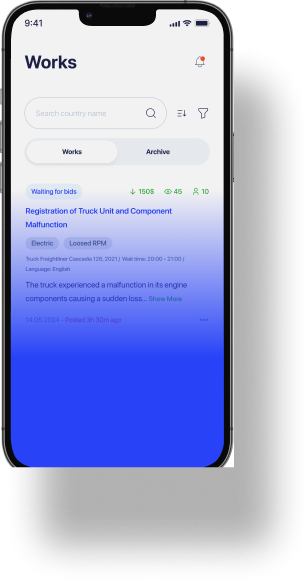 9:41
Works
Search country name
Works Archive
Waiting for bids 150$ 45 10
Registration of Truck Unit and Component
Malfunction
Electric Loosed RPM
Truck Freightliner Cascadia 126, 2021 / Wait time: 20:00 - 21:00 /
Language: English
The truck experienced a malfunction in its engine
components causing a sudden loss... Show More
14.05.2024 - Posted 3h 30m ago